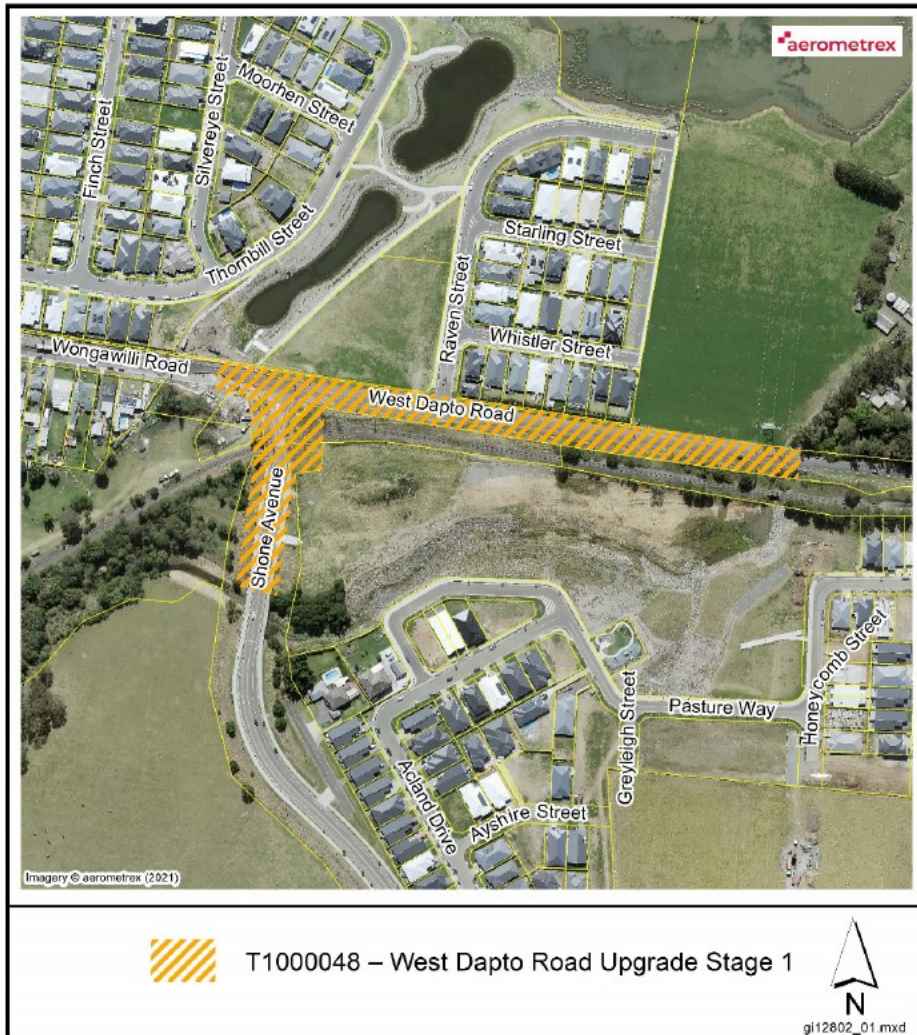 aerometrex
Moorhen Street
Silvereye Street
Finch Street
Thornbill Street
Starling Street
Raven Street
Whistler Street
Wongawilli Road
West Dapto Road
Shone Avenue
Honeycomb Street
Pasture Way
Greyleigh Street
Acland Drive
Ayshire Street
Imagery © aerometrex (2021)
T1000048 – West Dapto Road Upgrade Stage 1
N
gi12802_01.mxd